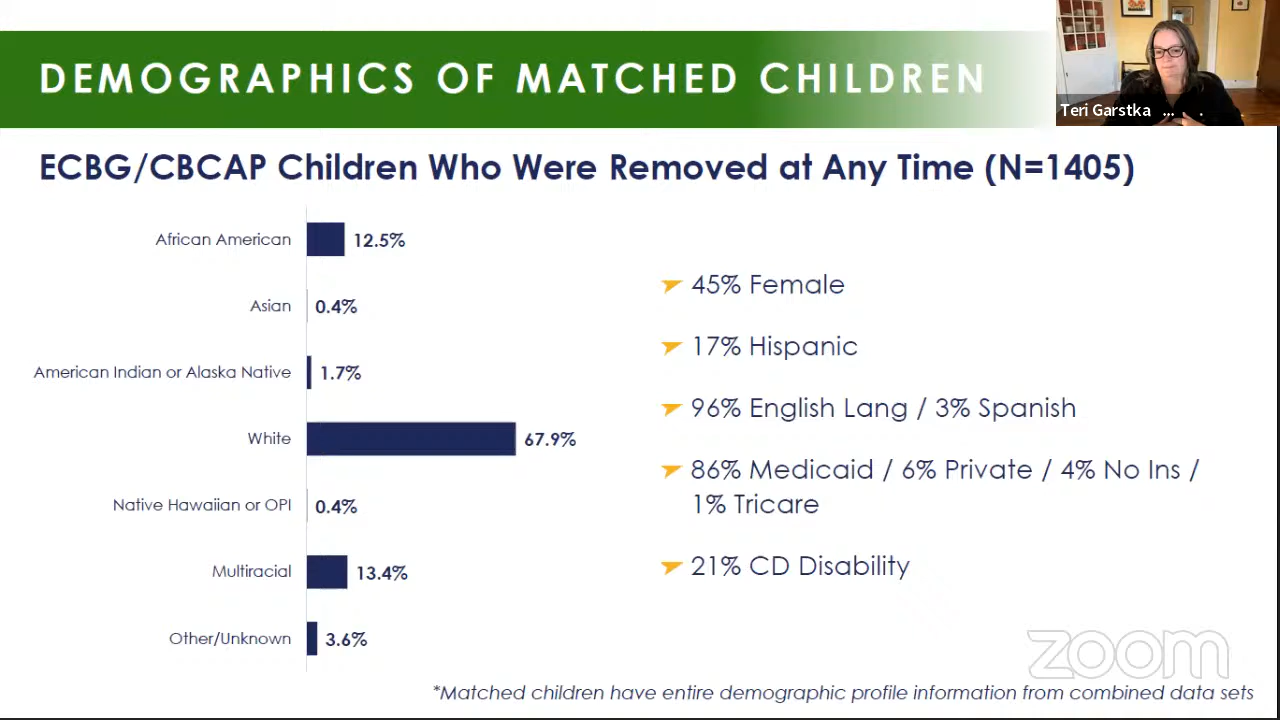 DEMOGRAPHICS OF MATCHED CHILDREN
Teri Garstka ...
ECBG/CBCAP Children Who Were Removed at Any Time (N=1405)
African American 12.5%
Asian 0.4%
American Indian or Alaska Native 1.7%
White 67.9%
Native Hawaiian or OPI 0.4%
Multiracial 13.4%
Other/Unknown 3.6%
45% Female
17% Hispanic
96% English Lang / 3% Spanish
86% Medicaid / 6% Private / 4% No Ins /
1% Tricare
21% CD Disability
zoom
*Matched children have entire demographic profile information from combined data sets